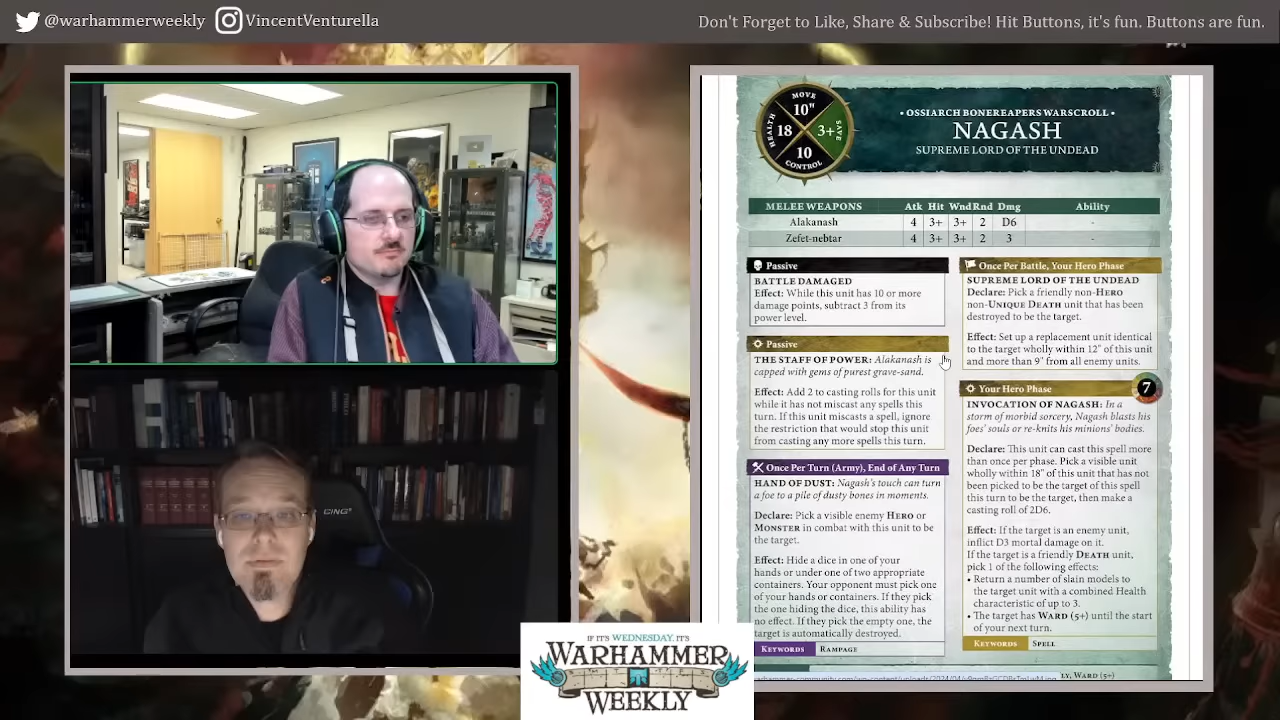 @warhammerweekly VincentVenturella
Don't Forget to Like, Share & Subscribe! Hit Buttons, it's fun. Buttons are fun.
MOVE
10"
HEALTH 18 3+ SAVE
10
CONTROL
• OSSIARCH BONEREAPERS WARSCROLL •
NAGASH
SUPREME LORD OF THE UNDEAD
MELEE WEAPONS Atk Hit Wnd Rnd Dmg Ability
Alakanash 4 3+ 3+ 2 D6 -
Zefet-nebtar 4 3+ 3+ 2 3 -
Passive
BATTLE DAMAGED
Effect: While this unit has 10 or more
damage points, subtract 3 from its
power level.
Passive
THE STAFF OF POWER: Alakanash is
capped with gems of purest grave-sand.
Effect: Add 2 to casting rolls for this unit
while it has not miscast any spells this
turn. If this unit miscasts a spell, ignore
the restriction that would stop this unit
from casting any more spells this turn.
Once Per Turn (Army), End of Any Turn
HAND OF DUST: Nagash's touch can turn
a foe to a pile of dusty bones in moments.
Declare: Pick a visible enemy HERO or
MONSTER in combat with this unit to be
the target.
Effect: Hide a dice in one of your
hands or under one of two appropriate
containers. Your opponent must pick one
of your hands or containers. If they pick
the one hiding the dice, this ability has
no effect. If they pick the empty one, the
target is automatically destroyed.
KEYWORDS RAMPAGE
Once Per Battle, Your Hero Phase
SUPREME LORD OF THE UNDEAD
Declare: Pick a friendly non-HERO
non-UNIQUE DEATH unit that has been
destroyed to be the target.
Effect: Set up a replacement unit identical
to the target wholly within 12" of this unit
and more than 9" from all enemy units.
Your Hero Phase 7
INVOCATION OF NAGASH: In a
storm of morbid sorcery, Nagash blasts his
foes' souls or re-knits his minions' bodies.
Declare: This unit can cast this spell more
than once per phase. Pick a visible unit
wholly within 18" of this unit that has not
been picked to be the target of this spell
this turn to be the target, then make a
casting roll of 2D6.
Effect: If the target is an enemy unit,
inflict D3 mortal damage on it.
If the target is a friendly DEATH unit,
pick 1 of the following effects:
• Return a number of slain models to
the target unit with a combined Health
characteristic of up to 3.
• The target has WARD (5+) until the start
of your next turn.
KEYWORDS SPELL
WARD (5+)
IF IT'S WEDNESDAY, IT'S
WARHAMMER
WEEKLY